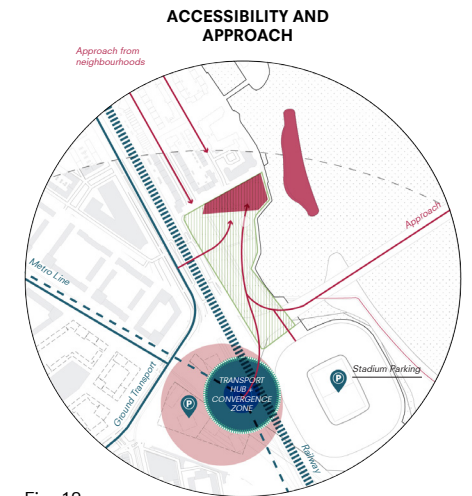 ACCESSIBILITY AND
APPROACH
Approach from
neighbourhoods
Approach
Metro Line
Ground Transport
TRANSPORT
HUB +
CONVERGENCE
ZONE
P
P
Stadium Parking
Railway